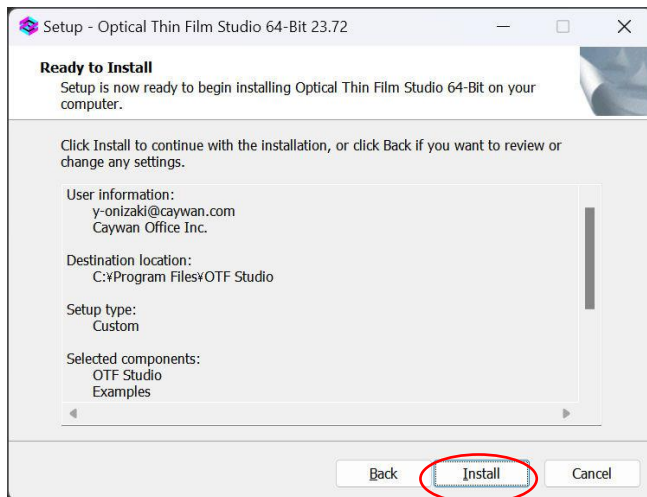 Setup - Optical Thin Film Studio 64-Bit 23.72
Ready to Install
Setup is now ready to begin installing Optical Thin Film Studio 64-Bit on your
computer.
Click Install to continue with the installation, or click Back if you want to review or
change any settings.
User information:
y-onizaki@caywan.com
Caywan Office Inc.
Destination location:
C:¥Program Files¥OTF Studio
Setup type:
Custom
Selected components:
OTF Studio
Examples
Back Install Cancel